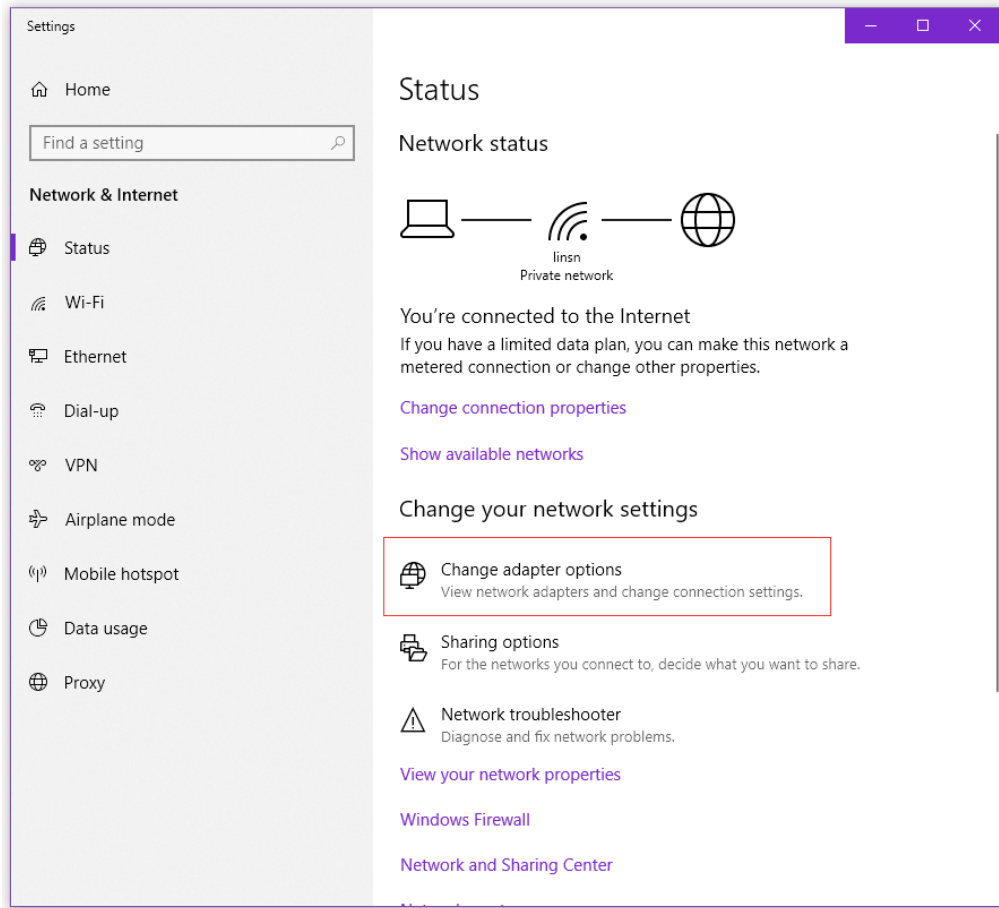 Settings
Home
Find a setting
Network & Internet
Status
Wi-Fi
Ethernet
Dial-up
VPN
Airplane mode
Mobile hotspot
Data usage
Proxy
Status
Network status
linsn
Private network
You're connected to the Internet
If you have a limited data plan, you can make this network a
metered connection or change other properties.
Change connection properties
Show available networks
Change your network settings
Change adapter options
View network adapters and change connection settings.
Sharing options
For the networks you connect to, decide what you want to share.
Network troubleshooter
Diagnose and fix network problems.
View your network properties
Windows Firewall
Network and Sharing Center